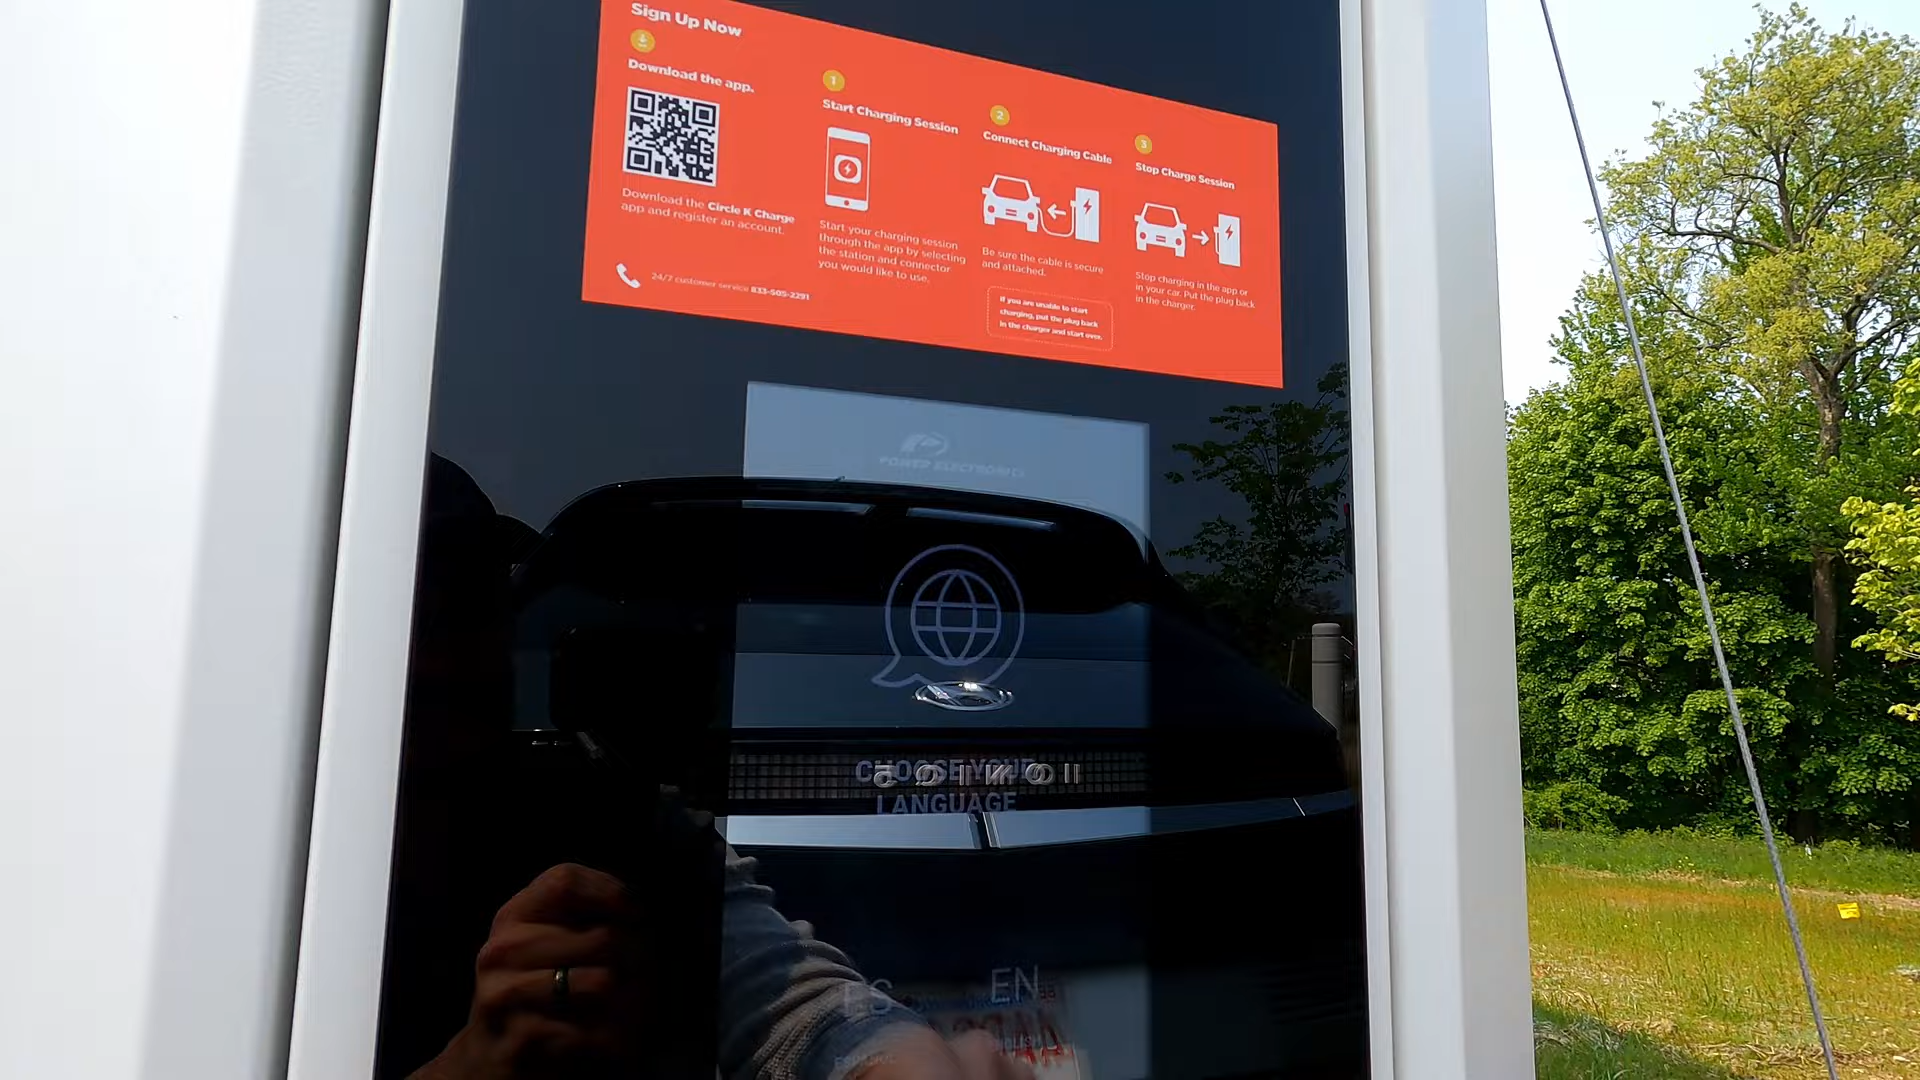 Sign Up Now
Download the app.
Download the Circle K Charge
app and register an account.
24/7 customer service 833-505-2291
1
Start Charging Session
Start your charging session
through the app by selecting
the station and connector
you would like to use.
2
Connect Charging Cable
Be sure the cable is secure
and attached.
If you are unable to start
charging, put the plug back
in the charger and start over.
3
Stop Charge Session
Stop charging in the app or
in your car. Put the plug back
in the charger.
POWER ELECTRONICS
CHOOSE YOUR
LANGUAGE
ES
EN
ESPAÑOL